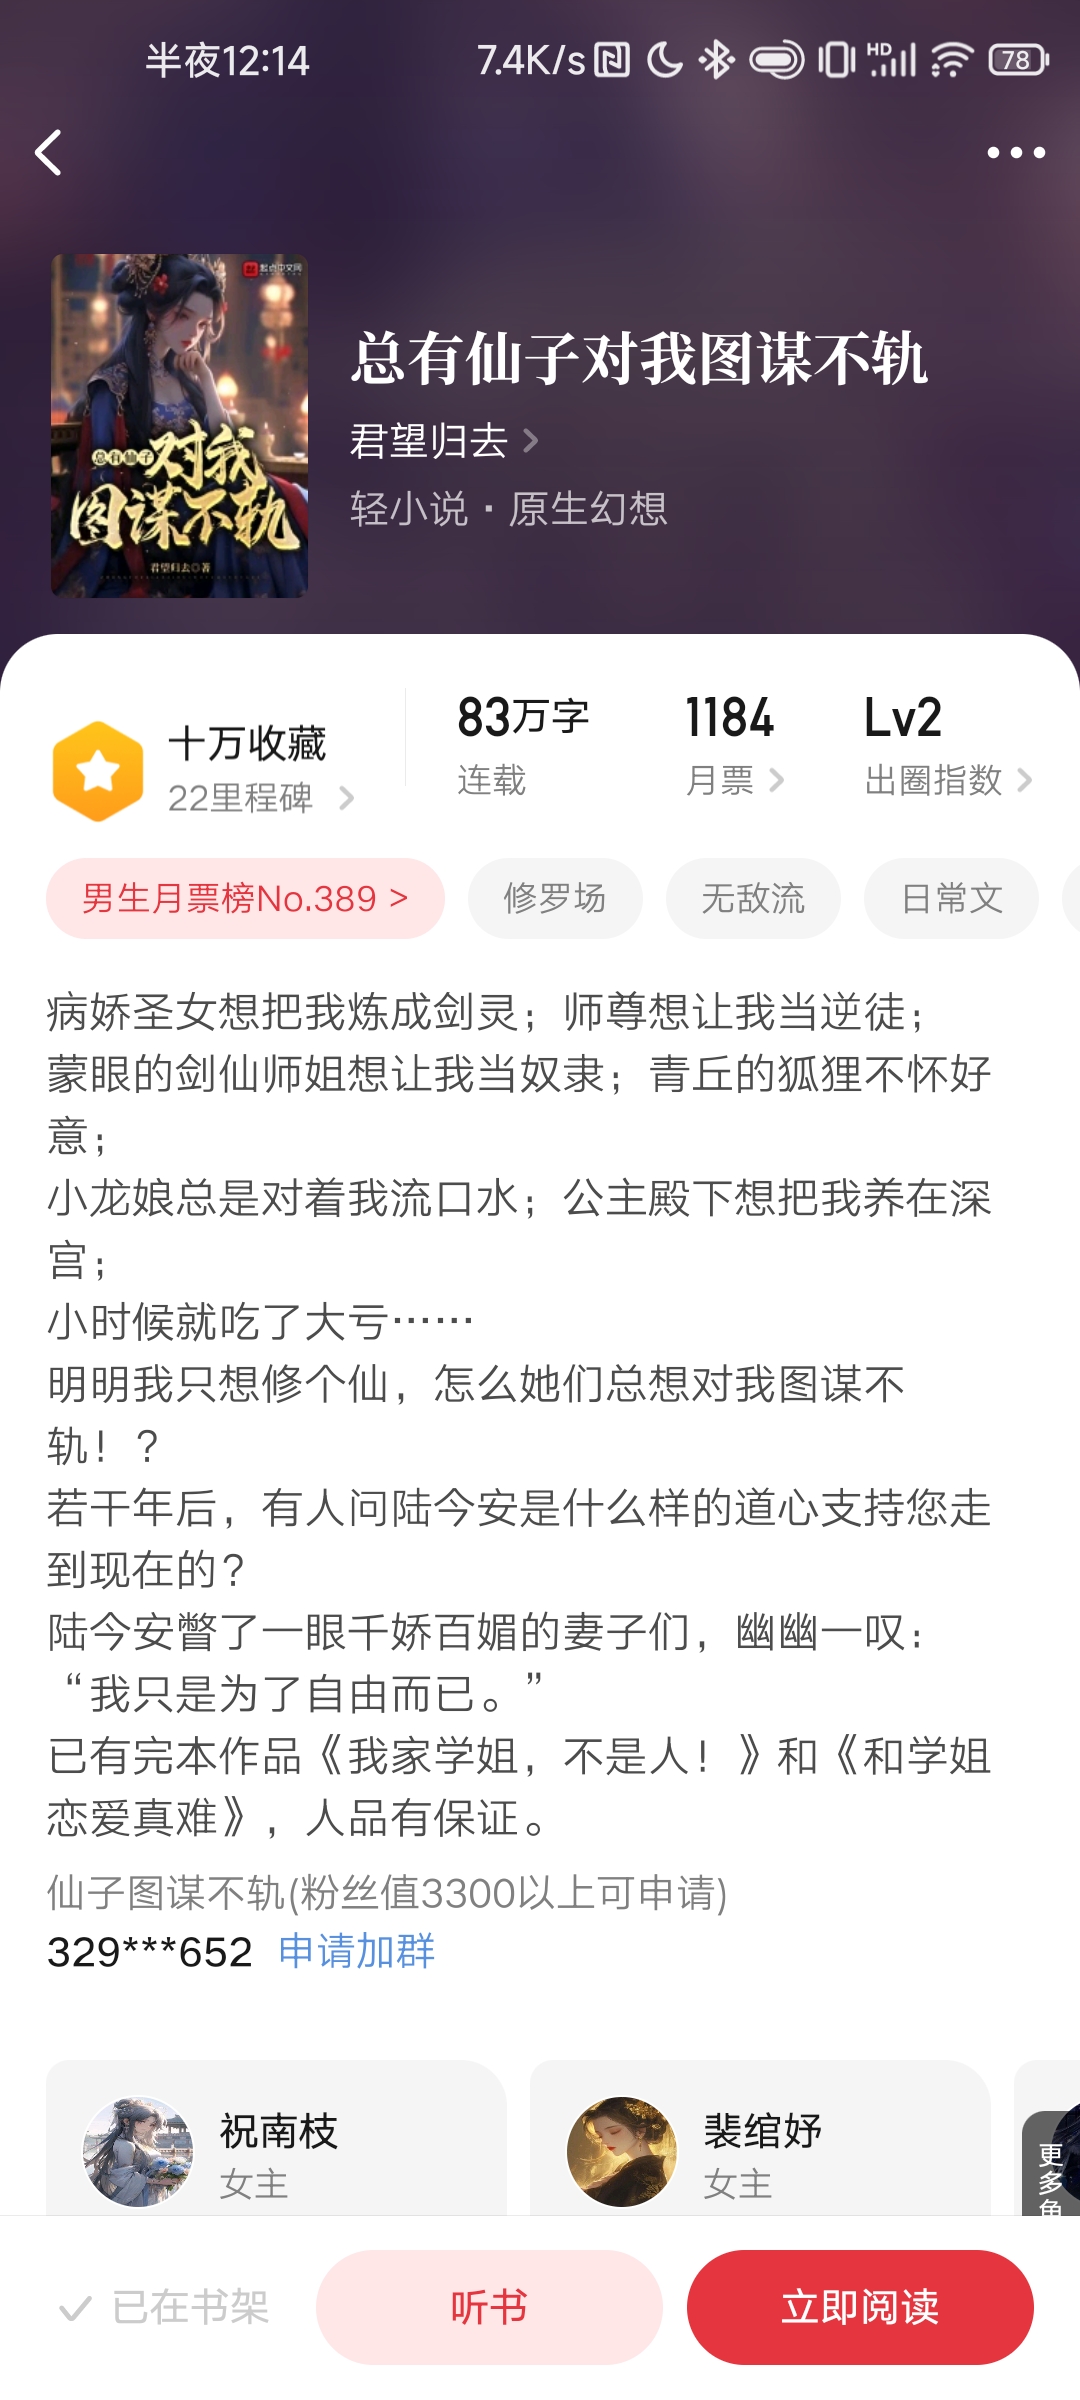 半夜12:14
7.4K/s
HD
78
起点中文网
总有仙子
对我
图谋不轨
君望归去◎著
总有仙子对我图谋不轨
君望归去
轻小说·原生幻想
十万收藏
22里程碑
83万字
连载
1184
月票
Lv2
出圈指数
男生月票榜No.389 >
修罗场
无敌流
日常文
病娇圣女想把我炼成剑灵；师尊想让我当逆徒；
蒙眼的剑仙师姐想让我当奴隶；青丘的狐狸不怀好
意；
小龙娘总是对着我流口水；公主殿下想把我养在深
宫；
小时候就吃了大亏……
明明我只想修个仙，怎么她们总想对我图谋不
轨！？
若干年后，有人问陆今安是什么样的道心支持您走
到现在的？
陆今安瞥了一眼千娇百媚的妻子们，幽幽一叹：
“我只是为了自由而已。”
已有完本作品《我家学姐，不是人！》和《和学姐
恋爱真难》，人品有保证。
仙子图谋不轨(粉丝值3300以上可申请)
329***652 申请加群
祝南枝
女主
裴绾妤
女主
更多角
已在书架
听书
立即阅读